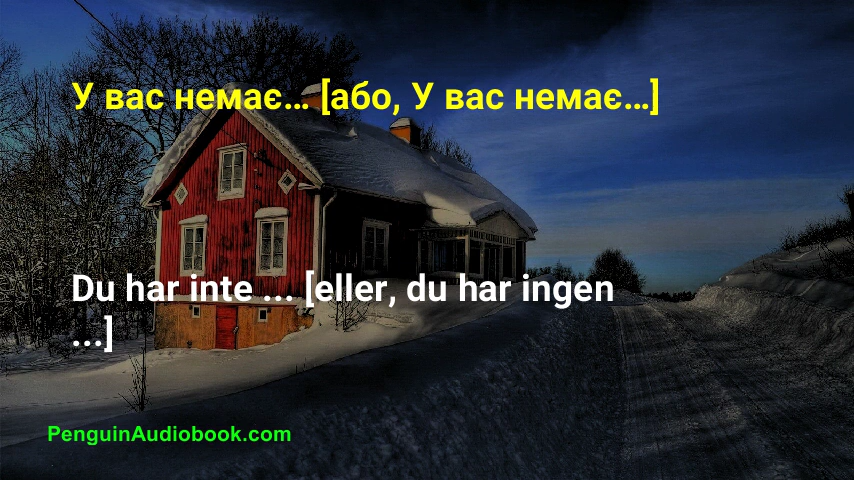 У вас немає… [або, У вас немає…]
Du har inte ... [eller, du har ingen
...]
PenguinAudiobook.com